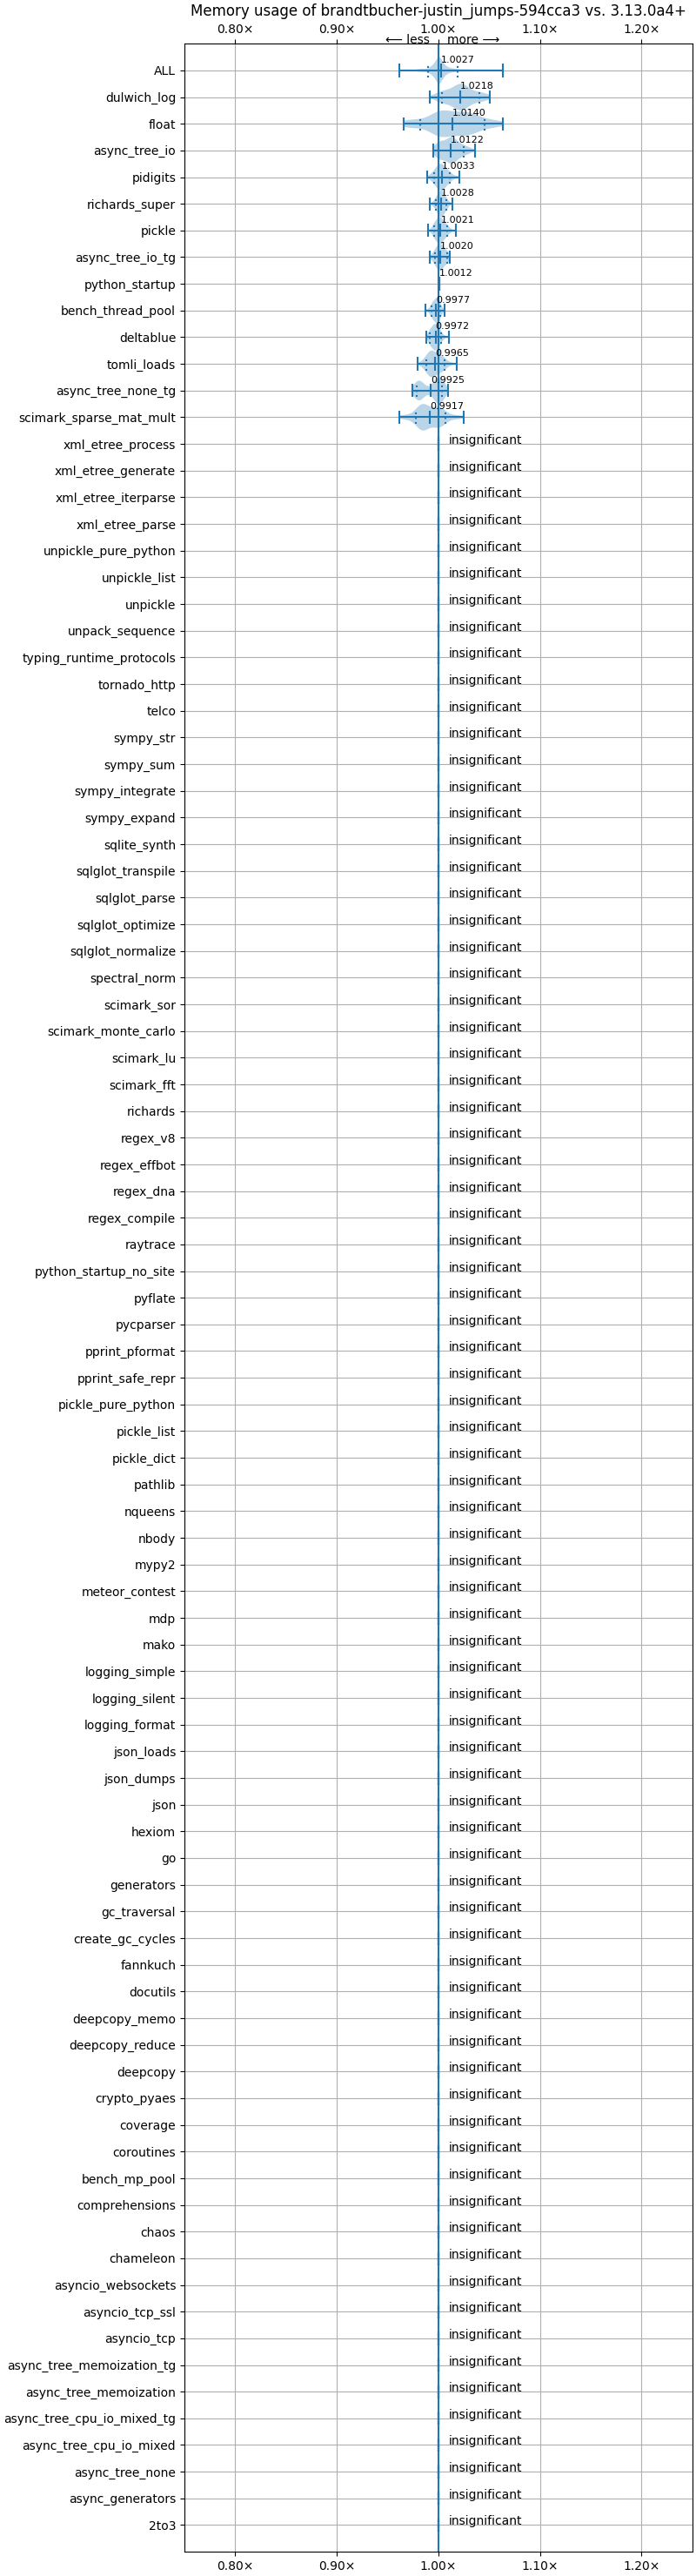 Memory usage of brandtbucher-justin_jumps-594cca3 vs. 3.13.0a4+
0.80× 0.90× 1.00× 1.10× 1.20×
⟵ less more ⟶
ALL 1.0027
dulwich_log 1.0218
float 1.0140
async_tree_io 1.0122
pidigits 1.0033
richards_super 1.0028
pickle 1.0021
async_tree_io_tg 1.0020
python_startup 1.0012
bench_thread_pool 0.9977
deltablue 0.9972
tomli_loads 0.9965
async_tree_none_tg 0.9925
scimark_sparse_mat_mult 0.9917
xml_etree_process insignificant
xml_etree_generate insignificant
xml_etree_iterparse insignificant
xml_etree_parse insignificant
unpickle_pure_python insignificant
unpickle_list insignificant
unpickle insignificant
unpack_sequence insignificant
typing_runtime_protocols insignificant
tornado_http insignificant
telco insignificant
sympy_str insignificant
sympy_sum insignificant
sympy_integrate insignificant
sympy_expand insignificant
sqlite_synth insignificant
sqlglot_transpile insignificant
sqlglot_parse insignificant
sqlglot_optimize insignificant
sqlglot_normalize insignificant
spectral_norm insignificant
scimark_sor insignificant
scimark_monte_carlo insignificant
scimark_lu insignificant
scimark_fft insignificant
richards insignificant
regex_v8 insignificant
regex_effbot insignificant
regex_dna insignificant
regex_compile insignificant
raytrace insignificant
python_startup_no_site insignificant
pyflate insignificant
pycparser insignificant
pprint_pformat insignificant
pprint_safe_repr insignificant
pickle_pure_python insignificant
pickle_list insignificant
pickle_dict insignificant
pathlib insignificant
nqueens insignificant
nbody insignificant
mypy2 insignificant
meteor_contest insignificant
mdp insignificant
mako insignificant
logging_simple insignificant
logging_silent insignificant
logging_format insignificant
json_loads insignificant
json_dumps insignificant
json insignificant
hexiom insignificant
go insignificant
generators insignificant
gc_traversal insignificant
create_gc_cycles insignificant
fannkuch insignificant
docutils insignificant
deepcopy_memo insignificant
deepcopy_reduce insignificant
deepcopy insignificant
crypto_pyaes insignificant
coverage insignificant
coroutines insignificant
bench_mp_pool insignificant
comprehensions insignificant
chaos insignificant
chameleon insignificant
asyncio_websockets insignificant
asyncio_tcp_ssl insignificant
asyncio_tcp insignificant
async_tree_memoization_tg insignificant
async_tree_memoization insignificant
async_tree_cpu_io_mixed_tg insignificant
async_tree_cpu_io_mixed insignificant
async_tree_none insignificant
async_generators insignificant
2to3 insignificant
0.80× 0.90× 1.00× 1.10× 1.20×